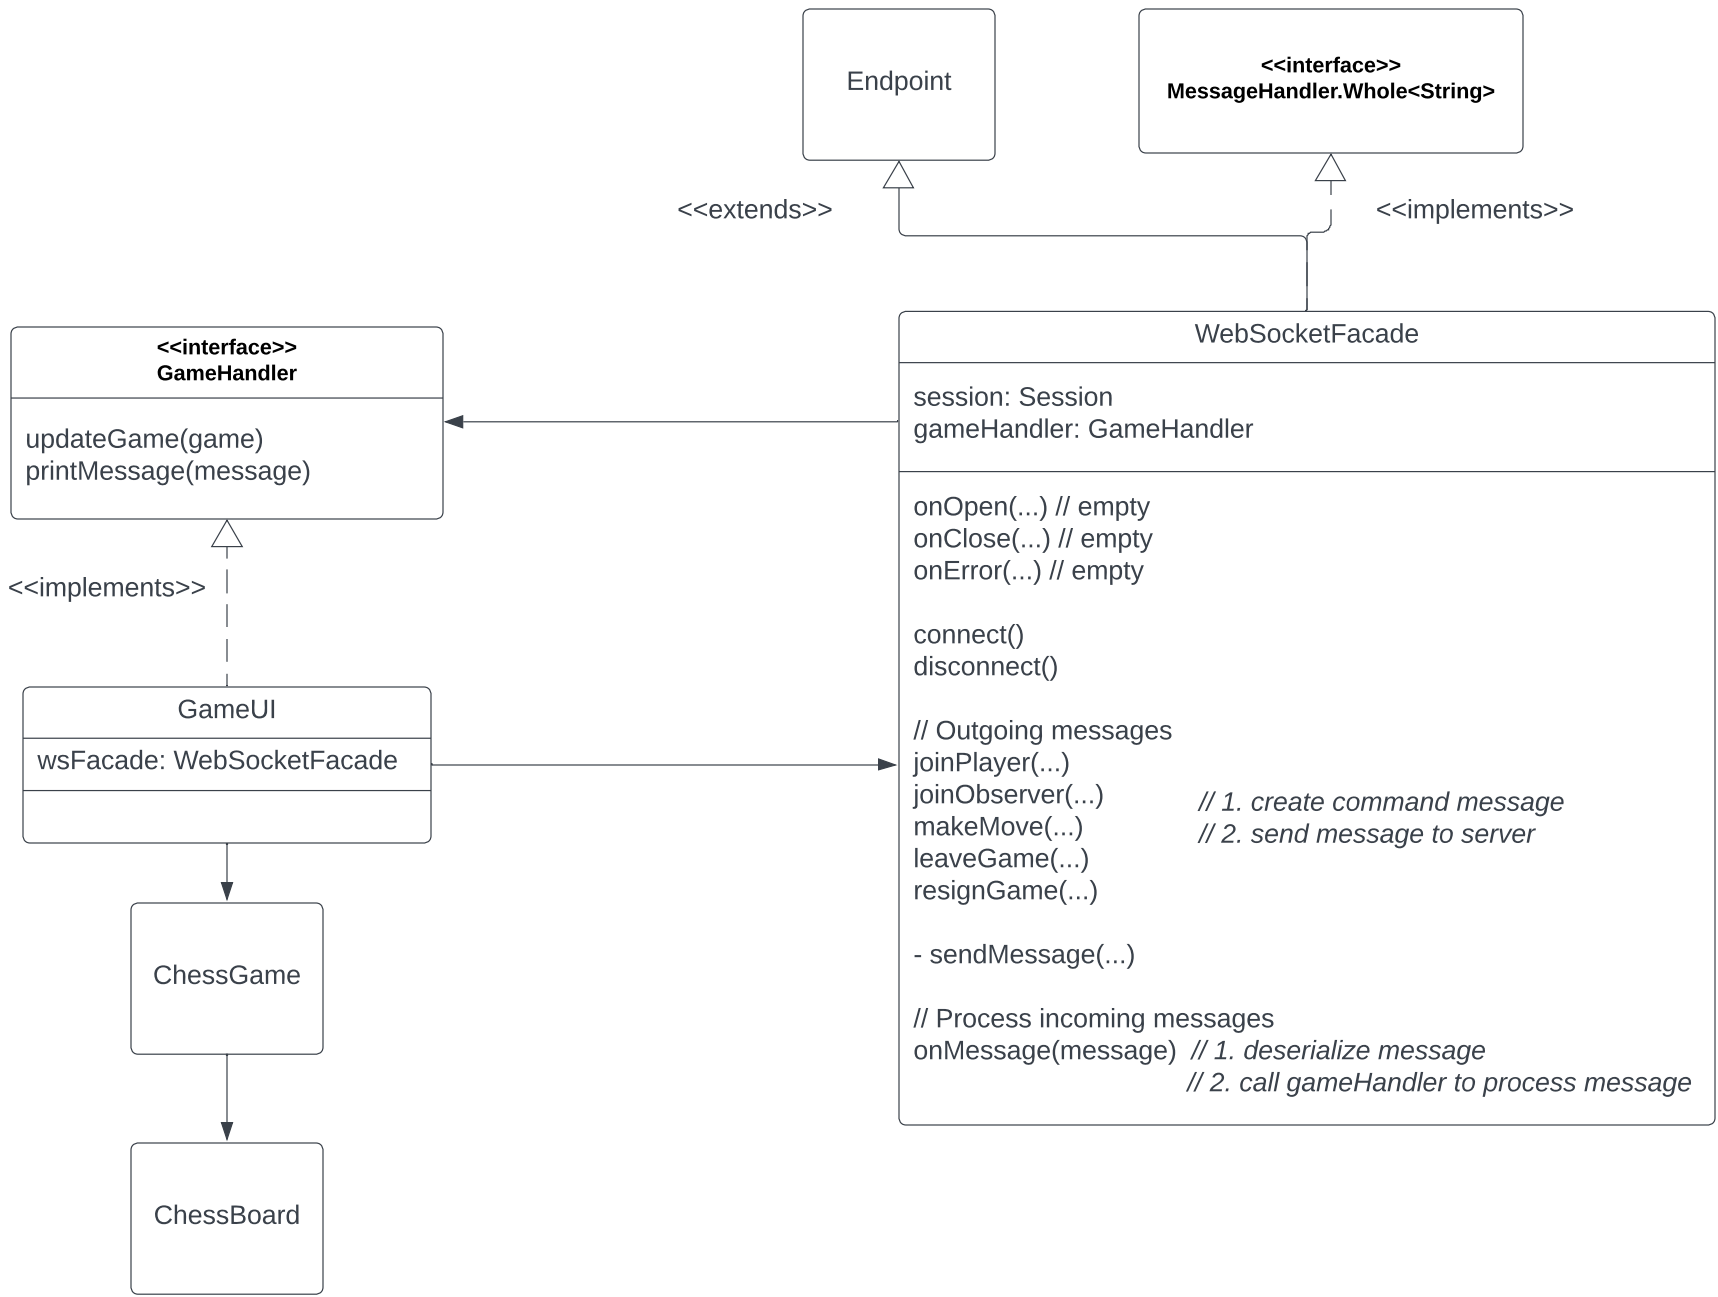 Endpoint
<<interface>>
MessageHandler.Whole<String>
<<extends>>
<<implements>>
<<interface>>
GameHandler
updateGame(game)
printMessage(message)
<<implements>>
GameUI
wsFacade: WebSocketFacade
ChessGame
ChessBoard
WebSocketFacade
session: Session
gameHandler: GameHandler
onOpen(...) // empty
onClose(...) // empty
onError(...) // empty
connect()
disconnect()
// Outgoing messages
joinPlayer(...)
joinObserver(...)
makeMove(...)
leaveGame(...)
resignGame(...)
// 1. create command message
// 2. send message to server
- sendMessage(...)
// Process incoming messages
onMessage(message) // 1. deserialize message
// 2. call gameHandler to process message